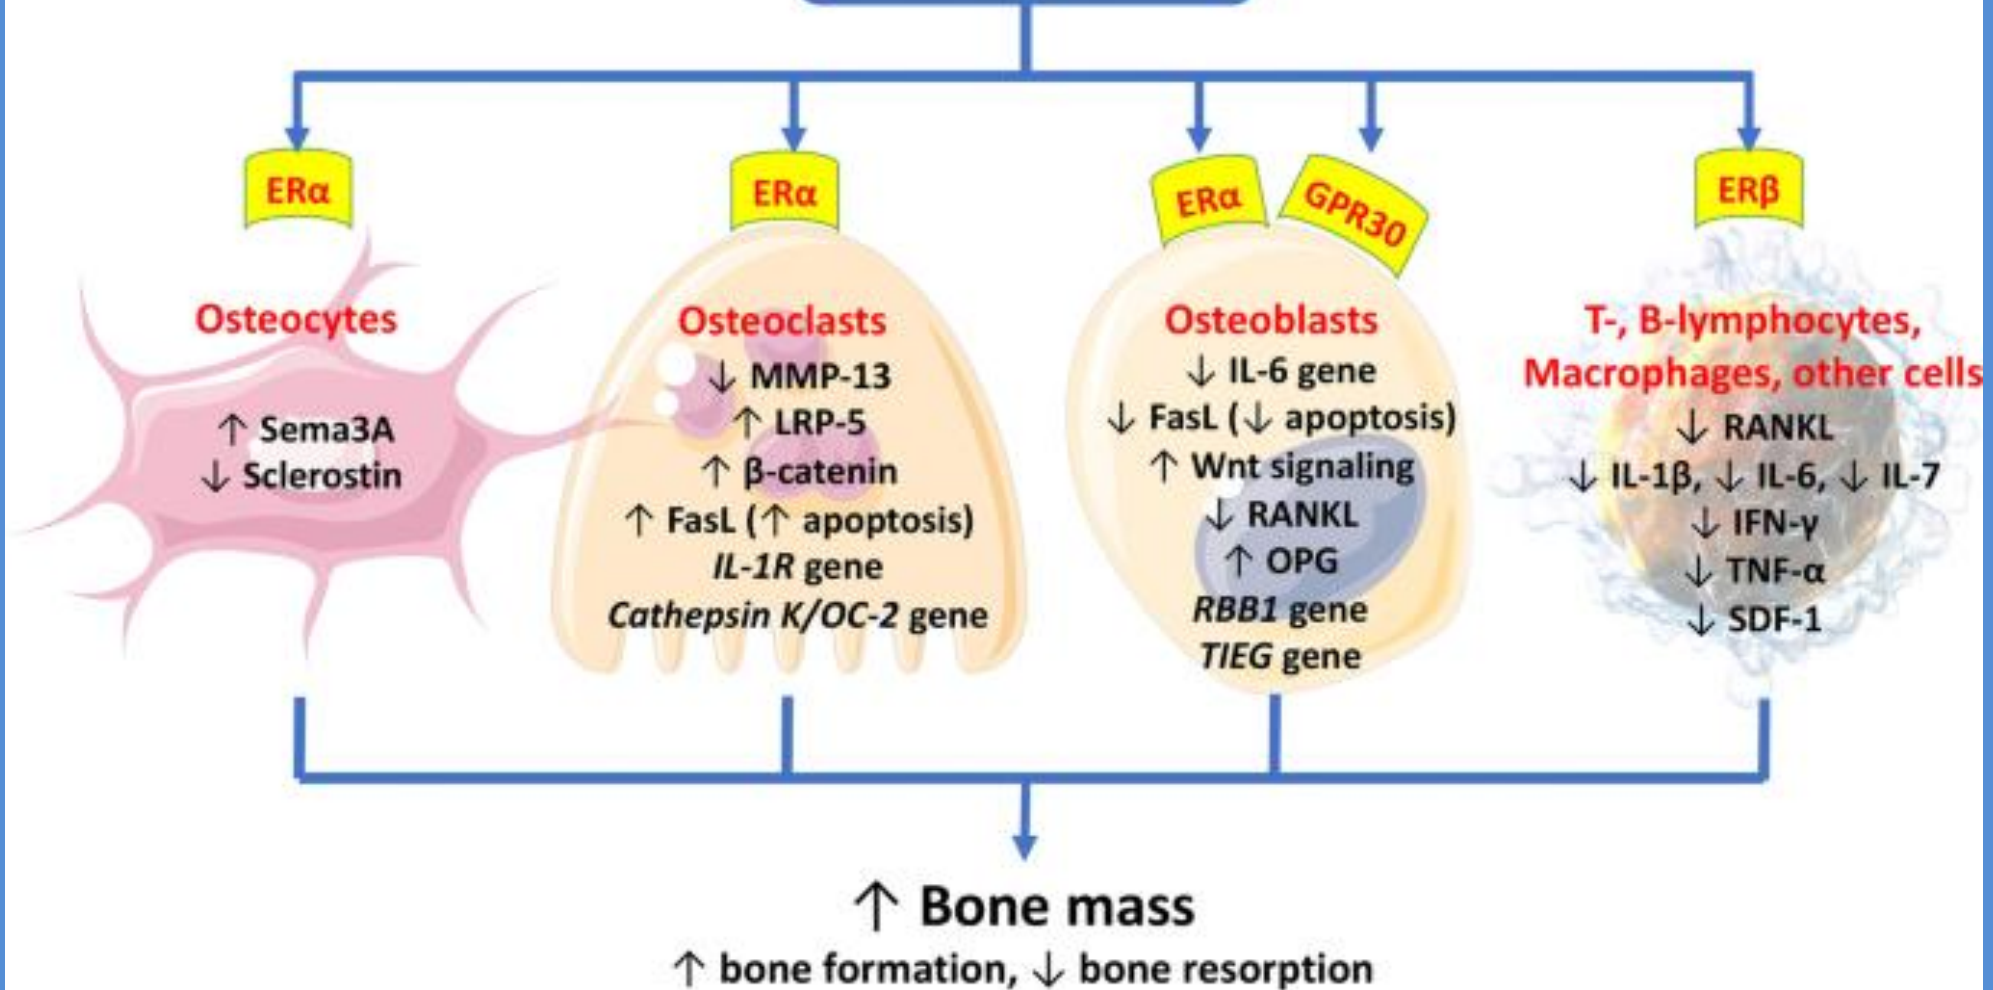 ERα
ERα
ERα
GPR30
ERβ
Osteocytes
↑ Sema3A
↓ Sclerostin
Osteoclasts
↓ MMP-13
↑ LRP-5
↑ β-catenin
↑ FasL (↑ apoptosis)
IL-1R gene
Cathepsin K/OC-2 gene
Osteoblasts
↓ IL-6 gene
↓ FasL (↓ apoptosis)
↑ Wnt signaling
↓ RANKL
↑ OPG
RBB1 gene
TIEG gene
T-, B-lymphocytes,
Macrophages, other cells
↓ RANKL
↓ IL-1β, ↓ IL-6, ↓ IL-7
↓ IFN-γ
↓ TNF-α
↓ SDF-1
↑ Bone mass
↑ bone formation, ↓ bone resorption